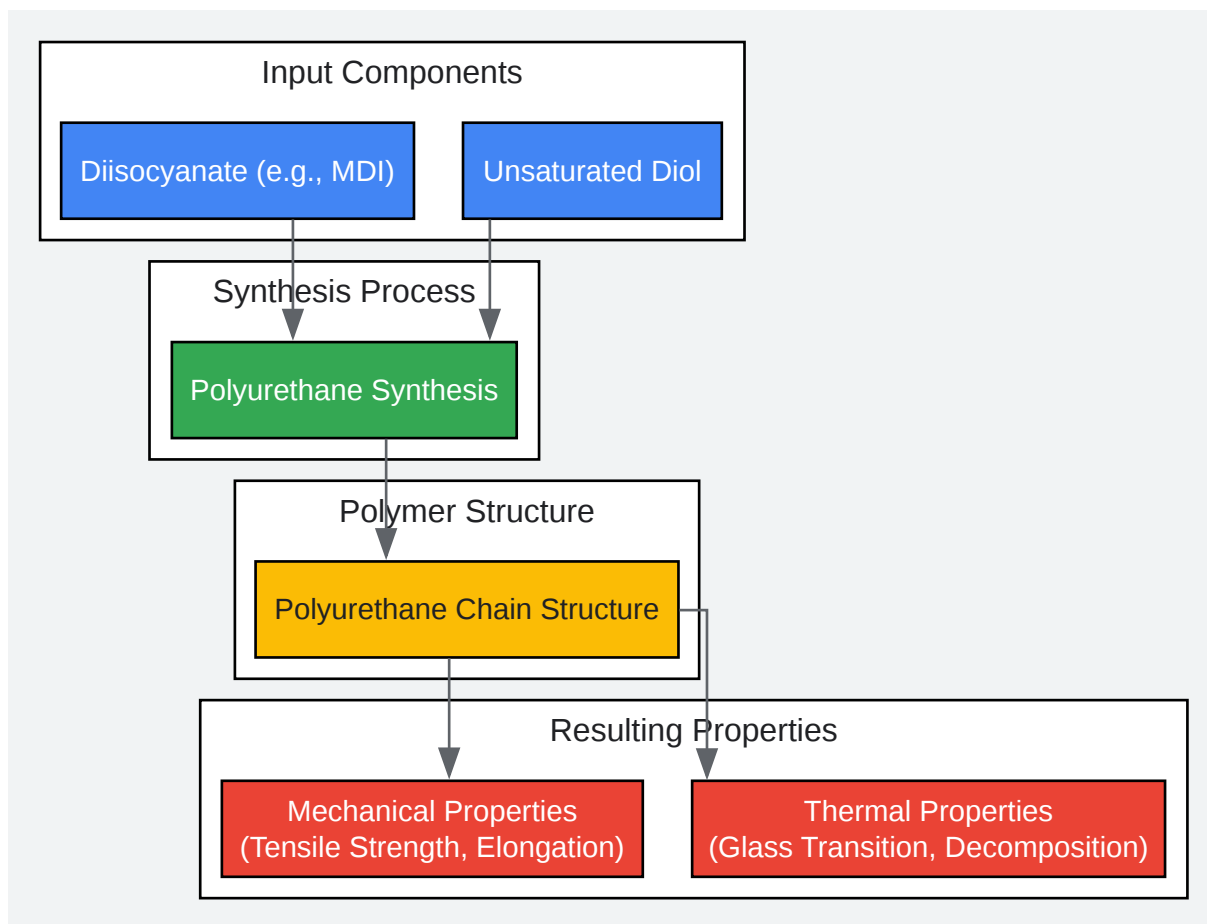 Input Components
Diisocyanate (e.g., MDI)
Unsaturated Diol
Synthesis Process
Polyurethane Synthesis
Polymer Structure
Polyurethane Chain Structure
Resulting Properties
Mechanical Properties
(Tensile Strength, Elongation)
Thermal Properties
(Glass Transition, Decomposition)